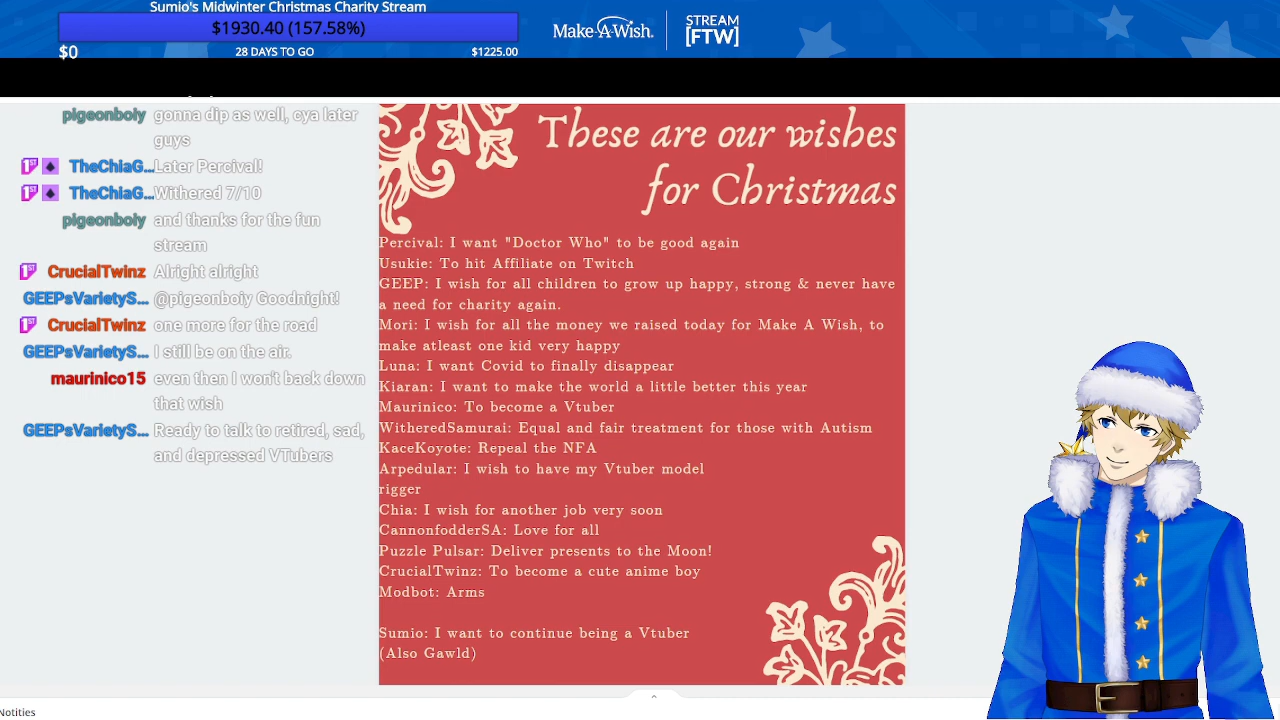 Sumio's Midwinter Christmas Charity Stream
$1930.40 (157.58%)
$0
28 DAYS TO GO
$1225.00
Make-A-Wish.
STREAM
[FTW]
pigeonboiy gonna dip as well, cya later
guys
TheChiaG... Later Percival!
TheChiaG... Withered 7/10
pigeonboiy and thanks for the fun
stream
CrucialTwinz Alright alright
GEEPsVarietyS... @pigeonboiy Goodnight!
CrucialTwinz one more for the road
GEEPsVarietyS... I still be on the air.
maurinico15 even then I won't back down
that wish
GEEPsVarietyS... Ready to talk to retired, sad,
and depressed VTubers
These are our wishes
for Christmas
Percival: I want "Doctor Who" to be good again
Usukie: To hit Affiliate on Twitch
GEEP: I wish for all children to grow up happy, strong & never have
a need for charity again.
Mori: I wish for all the money we raised today for Make A Wish, to
make atleast one kid very happy
Luna: I want Covid to finally disappear
Kiaran: I want to make the world a little better this year
Maurinico: To become a Vtuber
WitheredSamurai: Equal and fair treatment for those with Autism
KaceKoyote: Repeal the NFA
Arpedular: I wish to have my Vtuber model
rigger
Chia: I wish for another job very soon
CannonfodderSA: Love for all
Puzzle Pulsar: Deliver presents to the Moon!
CrucialTwinz: To become a cute anime boy
Modbot: Arms
Sumio: I want to continue being a Vtuber
(Also Gawld)
Notities